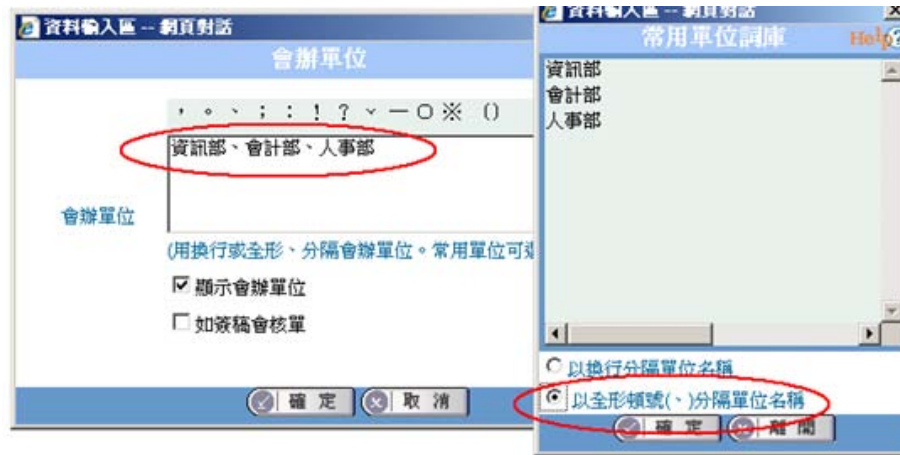 資料輸入區 -- 網頁對話
會辦單位
， 。 、 ； ： ！ ？ ˇ — ○ ※ ()
資訊部、會計部、人事部
會辦單位
(用換行或全形、分隔會辦單位。常用單位可
顯示會辦單位
如簽稿會核單
確 定
取 消
資料輸入區 -- 網頁對話
常用單位詞庫
Help
資訊部
會計部
人事部
以換行分隔單位名稱
以全形頓號(、)分隔單位名稱
確 定
離 開